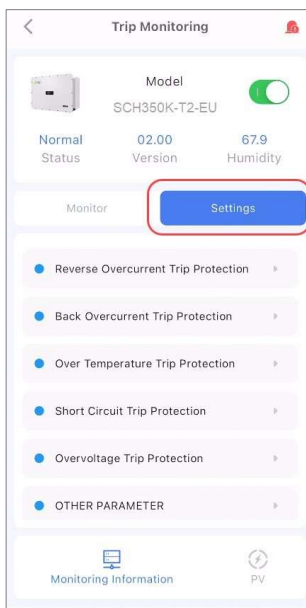 Trip Monitoring
Model
SCH350K-T2-EU
Normal
02.00
67.9
Status
Version
Humidity
Monitor
Settings
Reverse Overcurrent Trip Protection
Back Overcurrent Trip Protection
Over Temperature Trip Protection
Short Circuit Trip Protection
Overvoltage Trip Protection
OTHER PARAMETER
Monitoring Information
PV